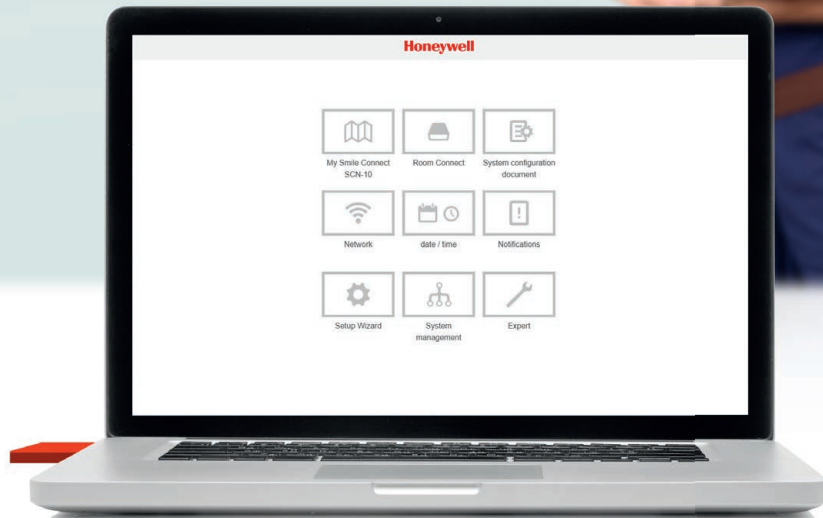 Honeywell
My Smile Connect
SCN-10
Room Connect
System configuration
document
Network
date / time
Notifications
Setup Wizard
System
management
Expert